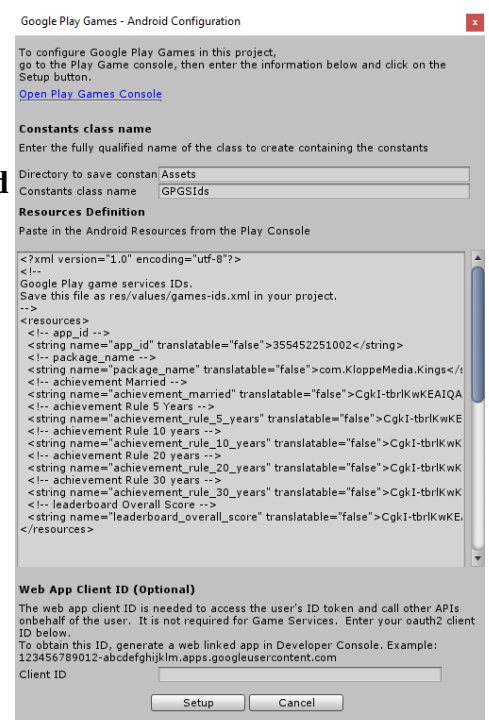 Google Play Games - Android Configuration
x
To configure Google Play Games in this project,
go to the Play Game console, then enter the information below and click on the
Setup button.
Open Play Games Console
Constants class name
Enter the fully qualified name of the class to create containing the constants
d
Directory to save constan Assets
Constants class name GPGSIds
Resources Definition
Paste in the Android Resources from the Play Console
<?xml version="1.0" encoding="utf-8"?>
<!--
Google Play game services IDs.
Save this file as res/values/games-ids.xml in your project.
-->
<resources>
<!-- app_id -->
<string name="app_id" translatable="false">355452251002</string>
<!-- package_name -->
<string name="package_name" translatable="false">com.KloppeMedia.Kings</s
<!-- achievement Married -->
<string name="achievement_married" translatable="false">CgkI-tbrlKwKEAIQA
<!-- achievement Rule 5 Years -->
<string name="achievement_rule_5_years" translatable="false">CgkI-tbrlKwKE
<!-- achievement Rule 10 years -->
<string name="achievement_rule_10_years" translatable="false">CgkI-tbrlKwK
<!-- achievement Rule 20 years -->
<string name="achievement_rule_20_years" translatable="false">CgkI-tbrlKwK
<!-- achievement Rule 30 years -->
<string name="achievement_rule_30_years" translatable="false">CgkI-tbrlKwK
<!-- leaderboard Overall Score -->
<string name="leaderboard_overall_score" translatable="false">CgkI-tbrlKwKE
</resources>
Web App Client ID (Optional)
The web app client ID is needed to access the user's ID token and call other APIs
onbehalf of the user. It is not required for Game Services. Enter your oauth2 client
ID below.
To obtain this ID, generate a web linked app in Developer Console. Example:
123456789012-abcdefghijklm.apps.googleusercontent.com
Client ID
Setup Cancel